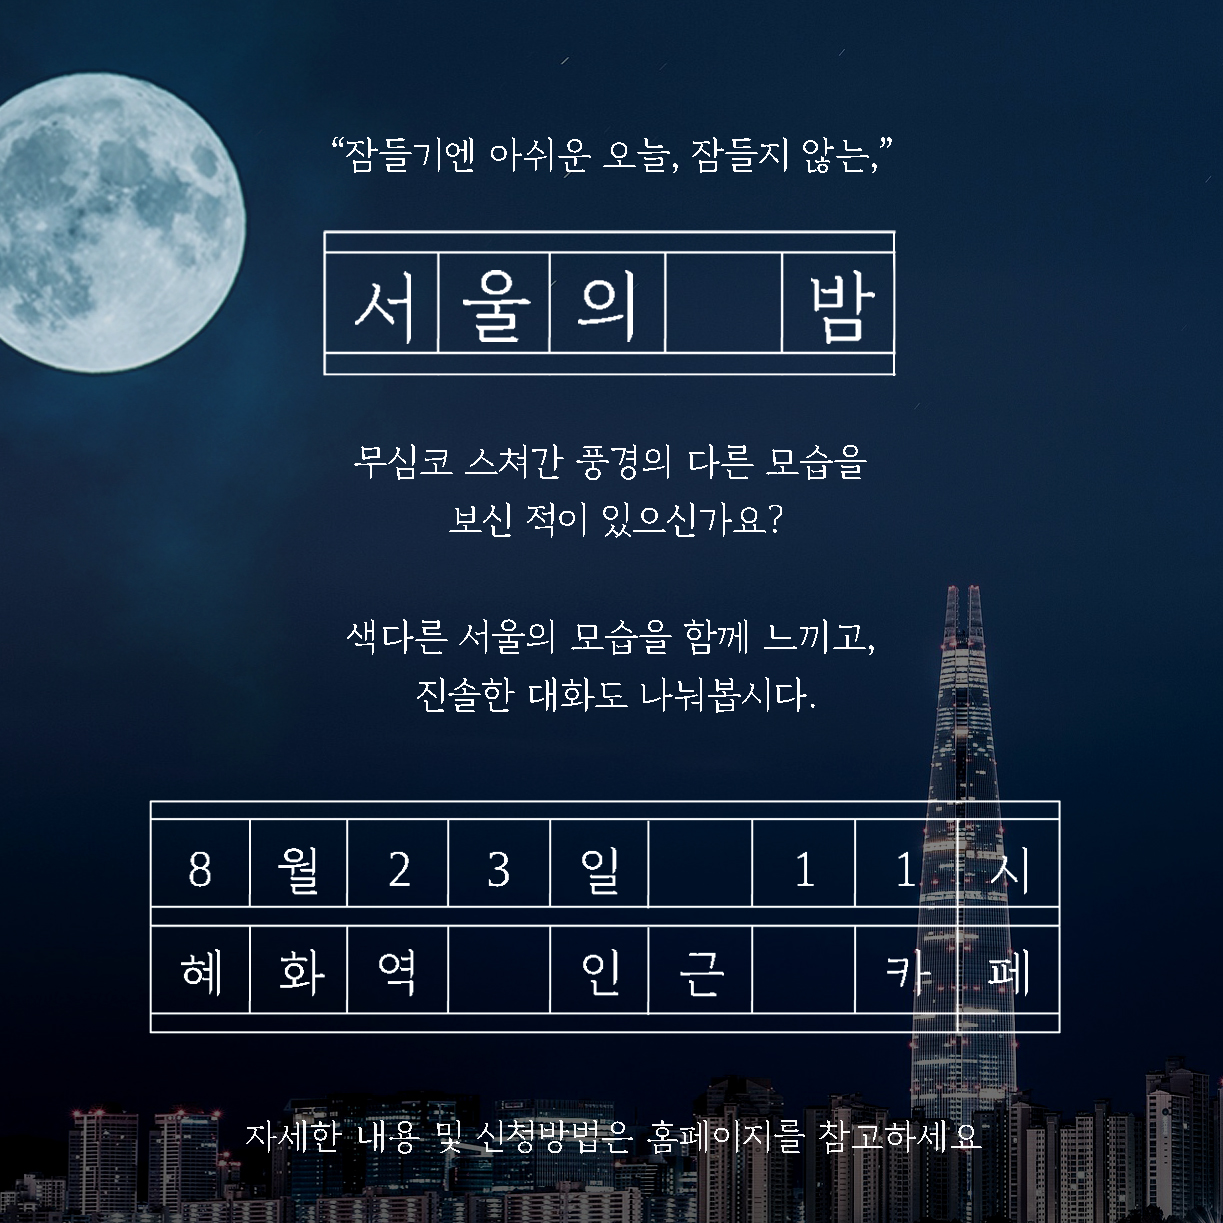 “잠들기엔 아쉬운 오늘, 잠들지 않는,”
서울의 밤
무심코 스쳐간 풍경의 다른 모습을
보신 적이 있으신가요?
색다른 서울의 모습을 함께 느끼고,
진솔한 대화도 나눠봅시다.
8월23일 11시
혜화역 인근 카페
자세한 내용 및 신청방법은 홈페이지를 참고하세요